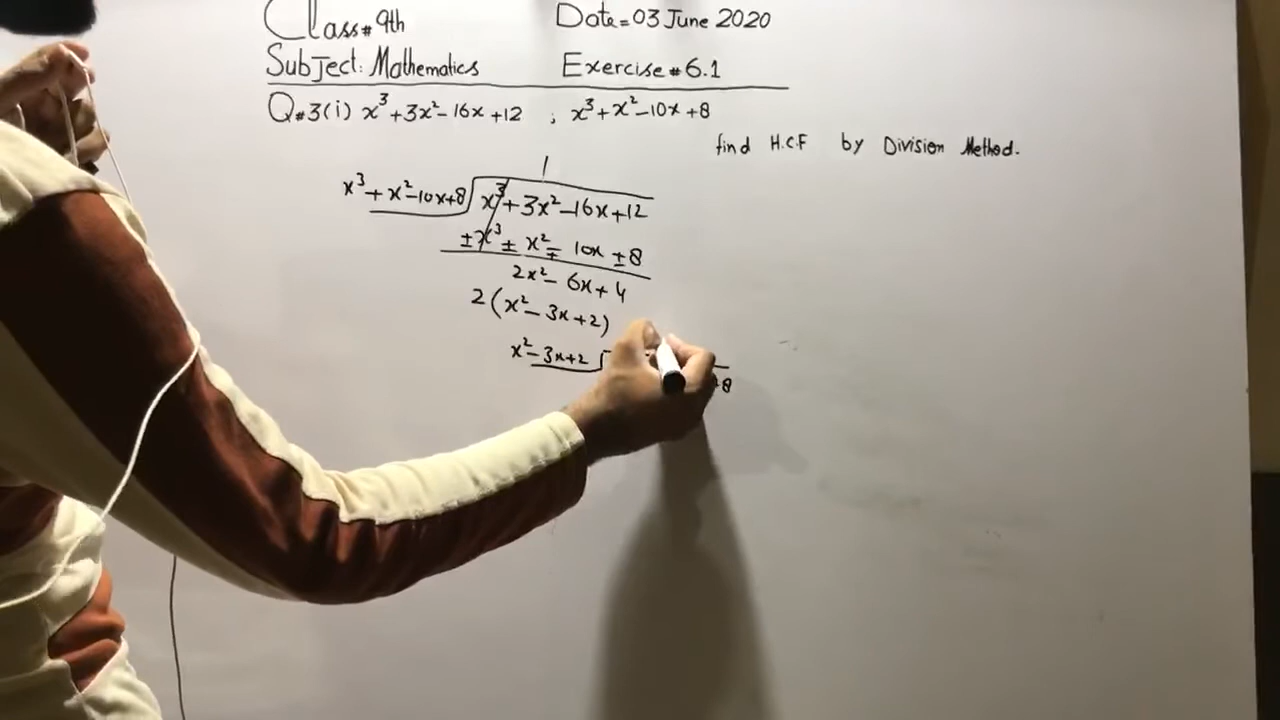 Class# 9th Date=03 June 2020
Subject: Mathematics Exercise#6.1
Q#3(i) x³+3x²-16x+12 ; x³+x²-10x+8
find H.C.F by Division Method.
1
x³+x²-10x+8 x³+3x²-16x+12
±x³±x²∓10x±8
2x²-6x+4
2(x²-3x+2)
x²-3x+2
8